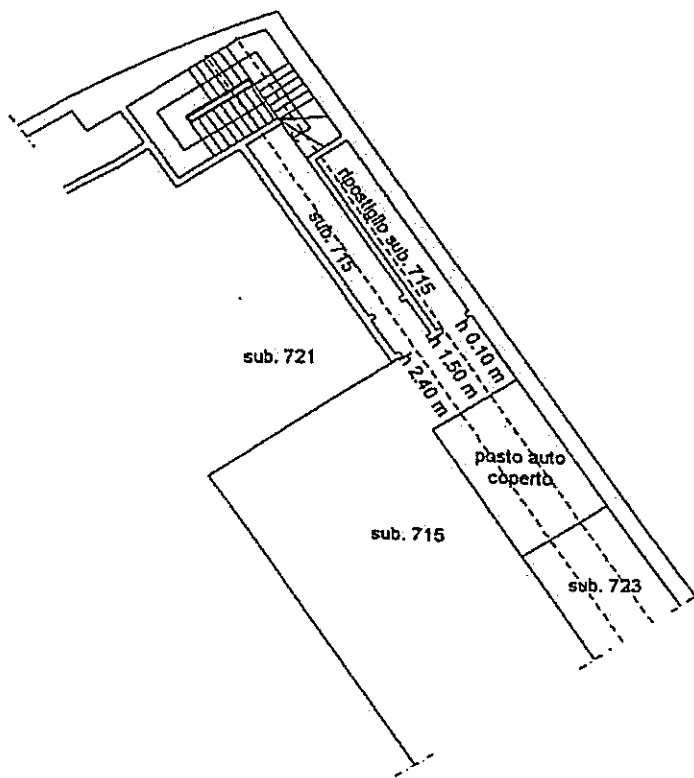 ripostiglio sub. 715
sub. 715
sub. 721
h 0.10 m
h 1.50 m
h 2.40 m
posto auto
coperto
sub. 715
sub. 723